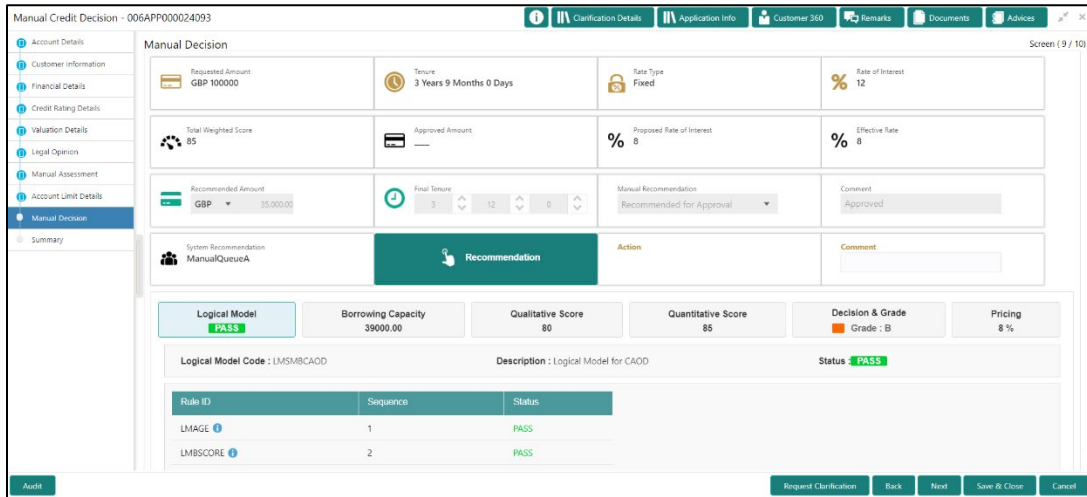 Manual Credit Decision - 006APP000024093
Clarification Details
Application Info
Customer 360
Remarks
Documents
Advices
Account Details
Customer Information
Financial Details
Credit Rating Details
Valuation Details
Legal Opinion
Manual Assessment
Account Limit Details
Manual Decision
Summary
Manual Decision
Screen ( 9 / 10)
Requested Amount
GBP 100000
Tenure
3 Years 9 Months 0 Days
Rate Type
Fixed
Rate of Interest
12
Total Weighted Score
85
Approved Amount
Proposed Rate of Interest
8
Effective Rate
8
Recommended Amount
GBP 35,000.00
Final Tenure
3 12 0
Manual Recommendation
Recommended for Approval
Comment
Approved
System Recommendation
ManualQueueA
Recommendation
Action
Comment
Logical Model
PASS
Borrowing Capacity
39000.00
Qualitative Score
80
Quantitative Score
85
Decision & Grade
Grade : B
Pricing
8 %
Logical Model Code : LMSMBCAOD
Description : Logical Model for CAOD
Status : PASS
Rule ID Sequence Status
LMAGE 1 PASS
LMBSCORE 2 PASS
Audit
Request Clarification
Back
Next
Save & Close
Cancel